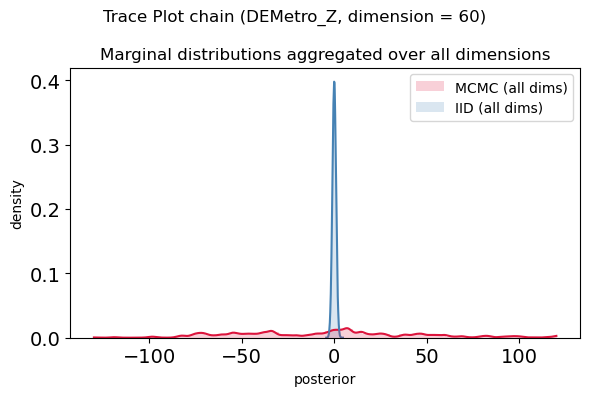 Trace Plot chain (DEMetro_Z, dimension = 60)
Marginal distributions aggregated over all dimensions
MCMC (all dims)
IID (all dims)
density
0.4
0.3
0.2
0.1
0.0
−100
−50
0
50
100
posterior